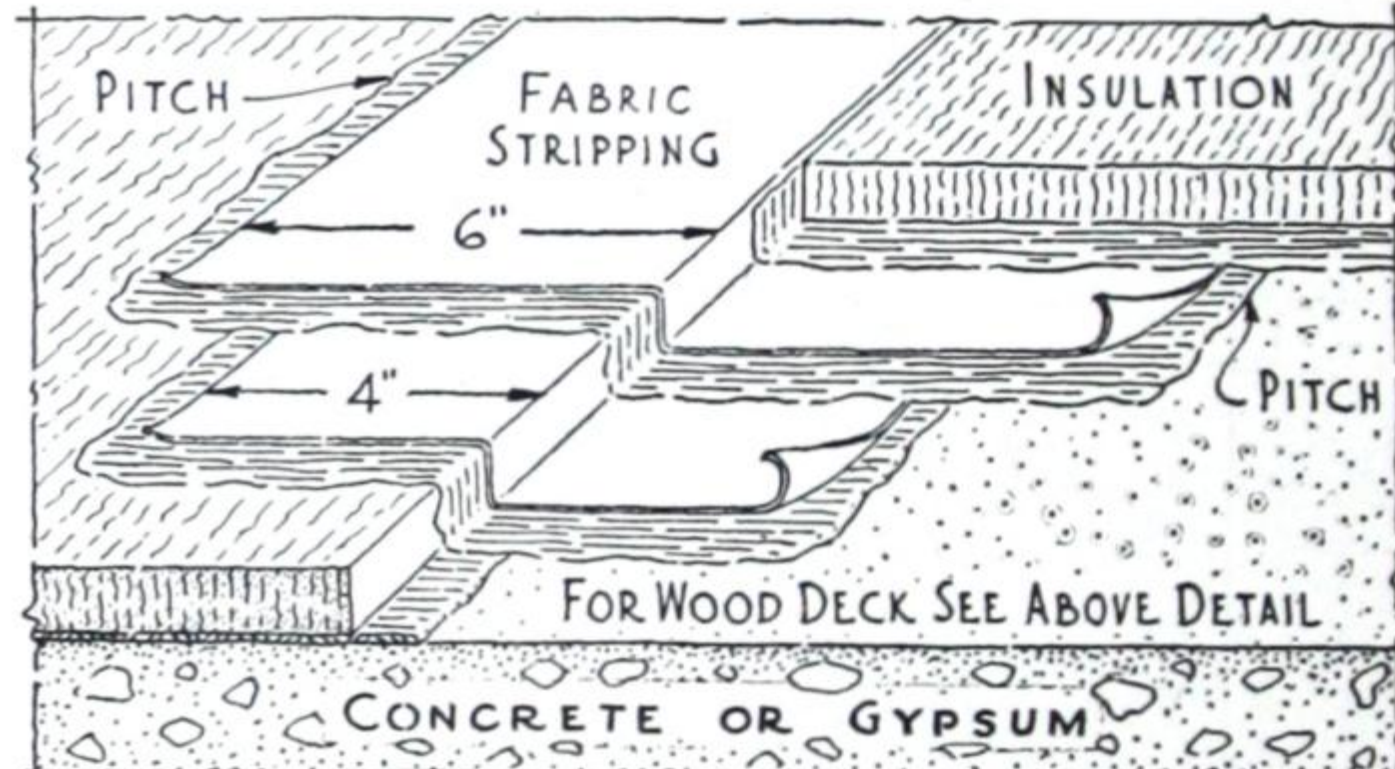 PITCH
FABRIC
STRIPPING
INSULATION
6"
4"
PITCH
FOR WOOD DECK SEE ABOVE DETAIL
CONCRETE OR GYPSUM